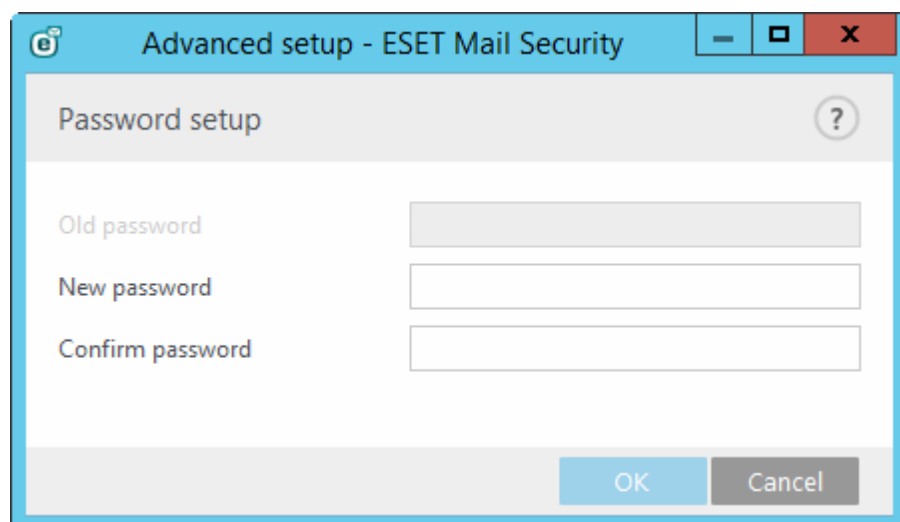 Advanced setup - ESET Mail Security
Password setup
?
Old password
New password
Confirm password
OK
Cancel